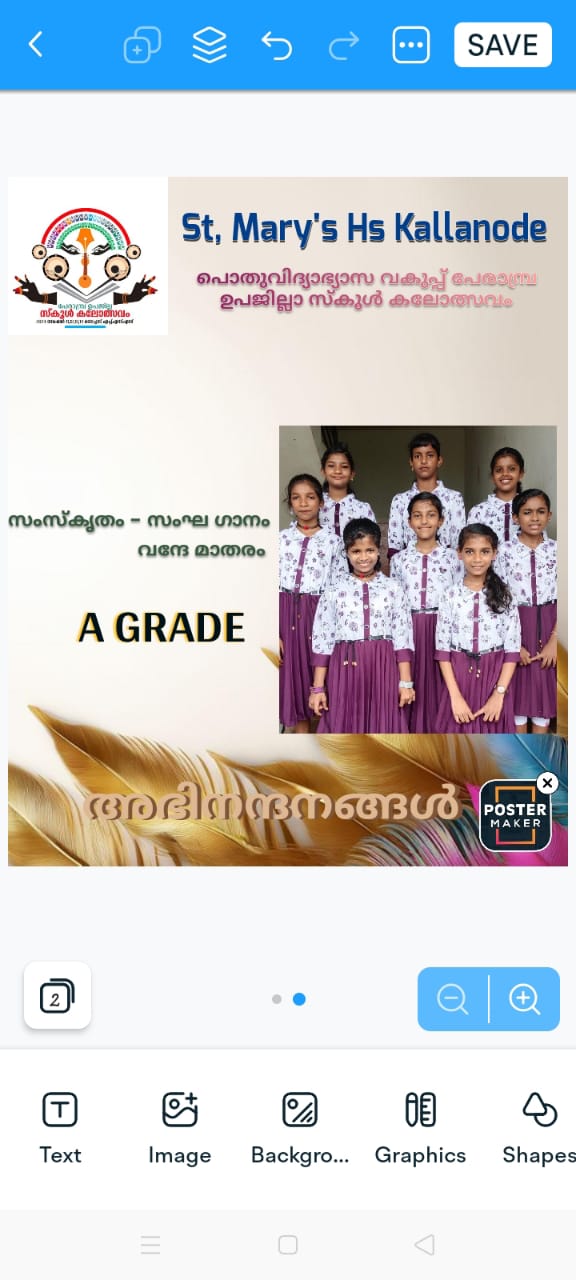 SAVE
St, Mary's Hs Kallanode
പൊതുവിദ്യാഭ്യാസ വകുപ്പ് പേരാമ്പ്ര
ഉപജില്ലാ സ്കൂൾ കലോത്സവം
പേരാമ്പ്ര ഉപജില്ല
സ്കൂൾ കലോത്സവം
സംസ്കൃതം - സംഘ ഗാനം
വന്ദേ മാതരം
A GRADE
അഭിനന്ദനങ്ങൾ
POSTER
MAKER
2
Text
Image
Backgro...
Graphics
Shapes